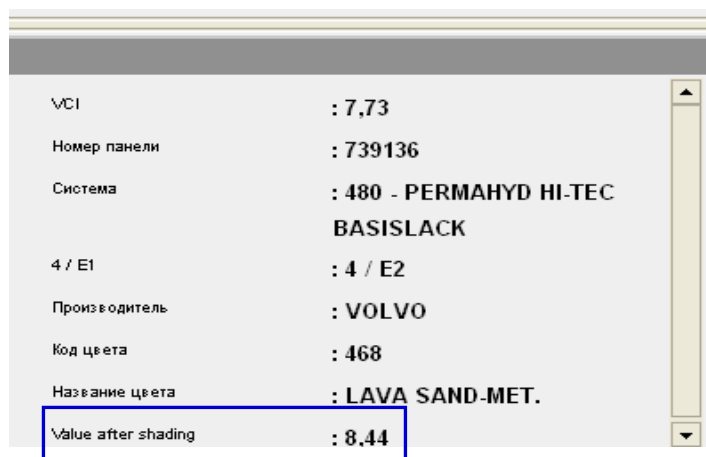 VCI : 7,73
Номер панели : 739136
Система : 480 - PERMAHYD HI-TEC
BASISLACK
4 / E1 : 4 / E2
Производитель : VOLVO
Код цвета : 468
Название цвета : LAVA SAND-MET.
Value after shading : 8,44